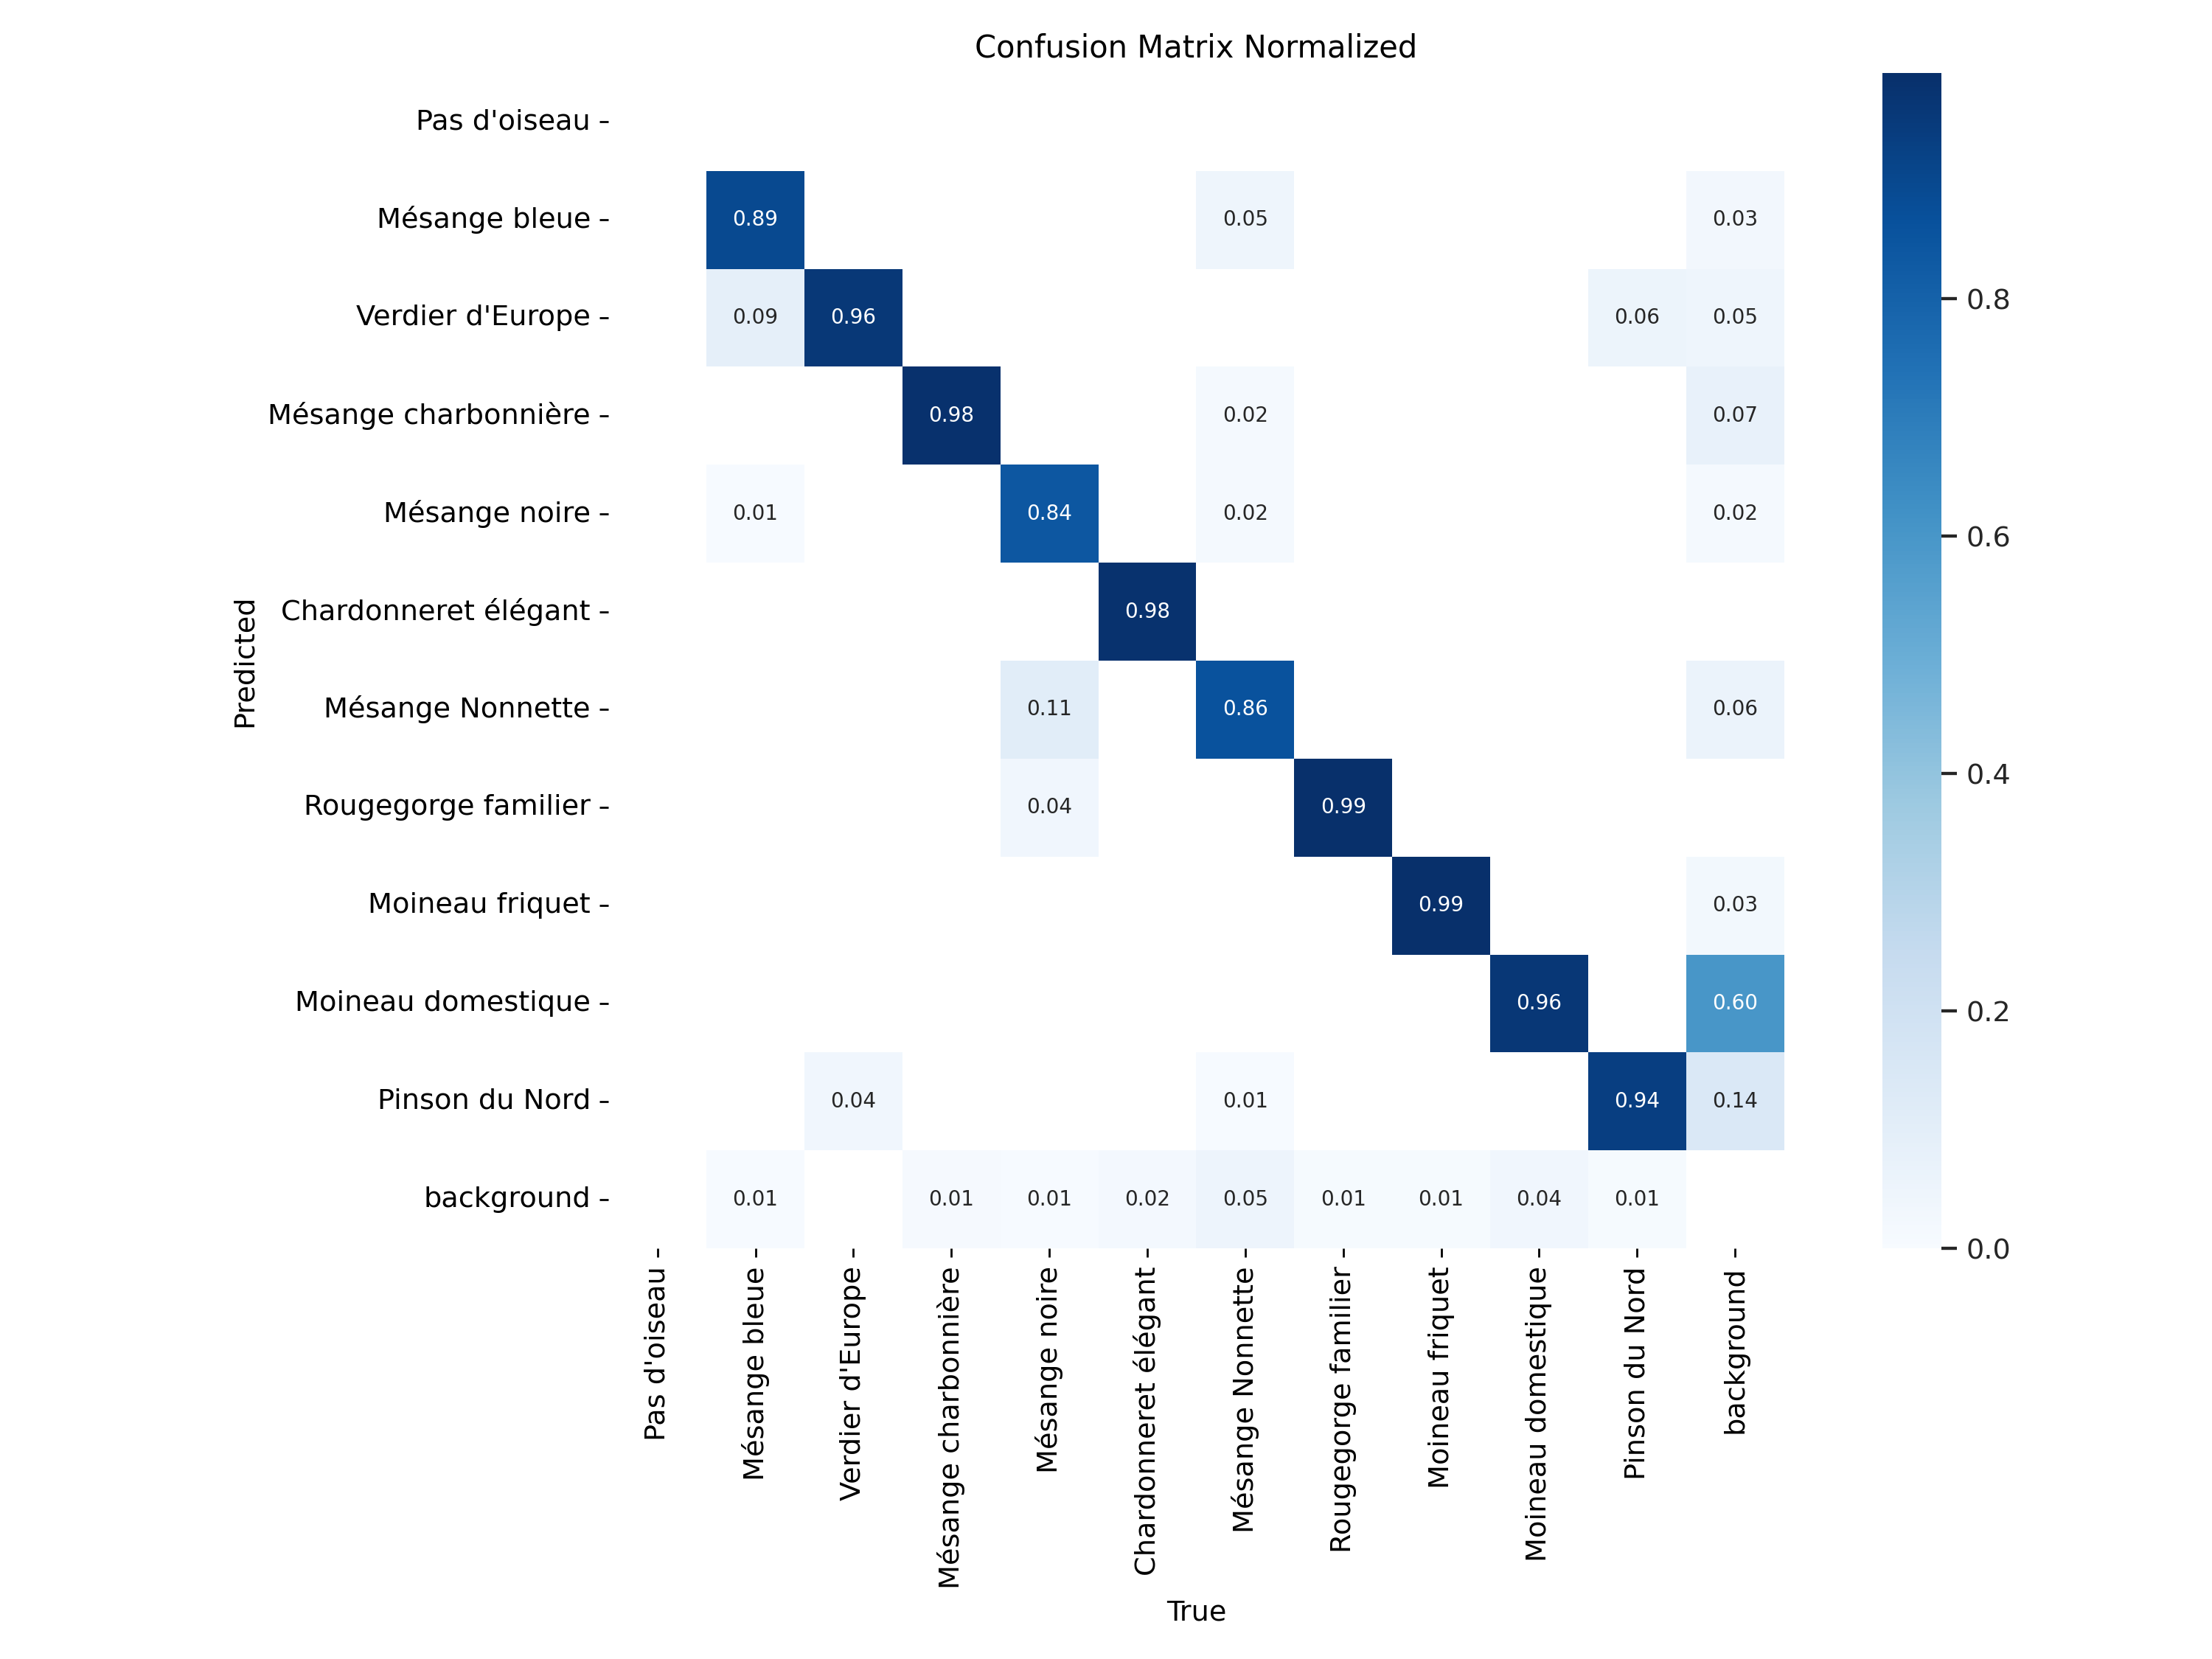 Confusion Matrix Normalized
Pas d'oiseau
Mésange bleue 0.89 0.05 0.03
Verdier d'Europe 0.09 0.96 0.06 0.05
0.8
Mésange charbonnière 0.98 0.02 0.07
Mésange noire 0.01 0.84 0.02 0.02
0.6
Chardonneret élégant 0.98
Predicted
Mésange Nonnette 0.11 0.86 0.06
0.4
Rougegorge familier 0.04 0.99
Moineau friquet 0.99 0.03
Moineau domestique 0.96 0.60
0.2
Pinson du Nord 0.04 0.01 0.94 0.14
background 0.01 0.01 0.01 0.02 0.05 0.01 0.01 0.04 0.01
0.0
Pas d'oiseau
Mésange bleue
Verdier d'Europe
Mésange charbonnière
Mésange noire
Chardonneret élégant
Mésange Nonnette
Rougegorge familier
Moineau friquet
Moineau domestique
Pinson du Nord
background
True